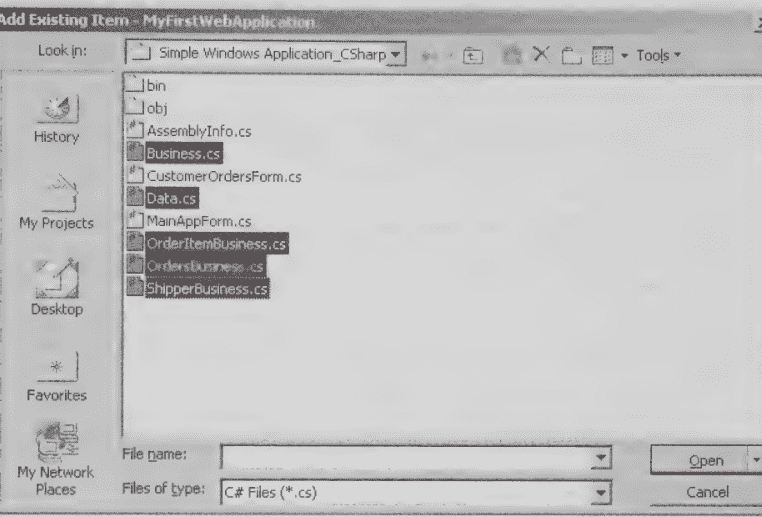 Add Existing Item - MyFirstWebApplication
Look in:
Simple Windows Application_CSharp
Tools
History
My Projects
Desktop
Favorites
My Network
Places
bin
obj
AssemblyInfo.cs
Business.cs
CustomerOrdersForm.cs
Data.cs
MainAppForm.cs
OrderItemBusiness.cs
OrdersBusiness.cs
ShipperBusiness.cs
File name:
Open
Files of type:
C# Files (*.cs)
Cancel